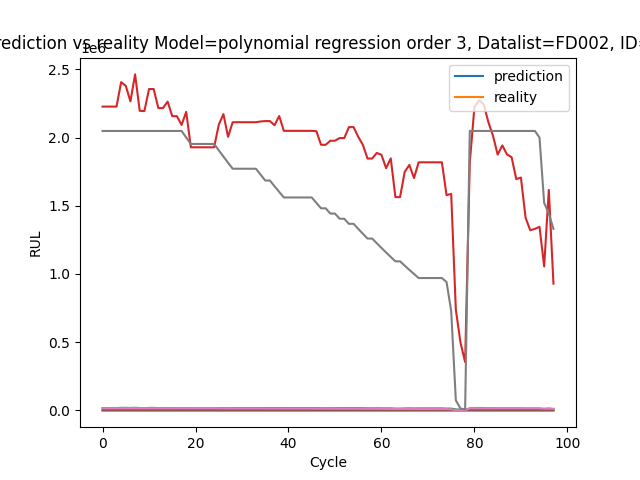 rediction vs reality Model=polynomial regression order 3, Datalist=FD002, ID=
1e6
prediction
reality
2.5
2.0
1.5
1.0
0.5
0.0
RUL
0 20 40 60 80 100
Cycle